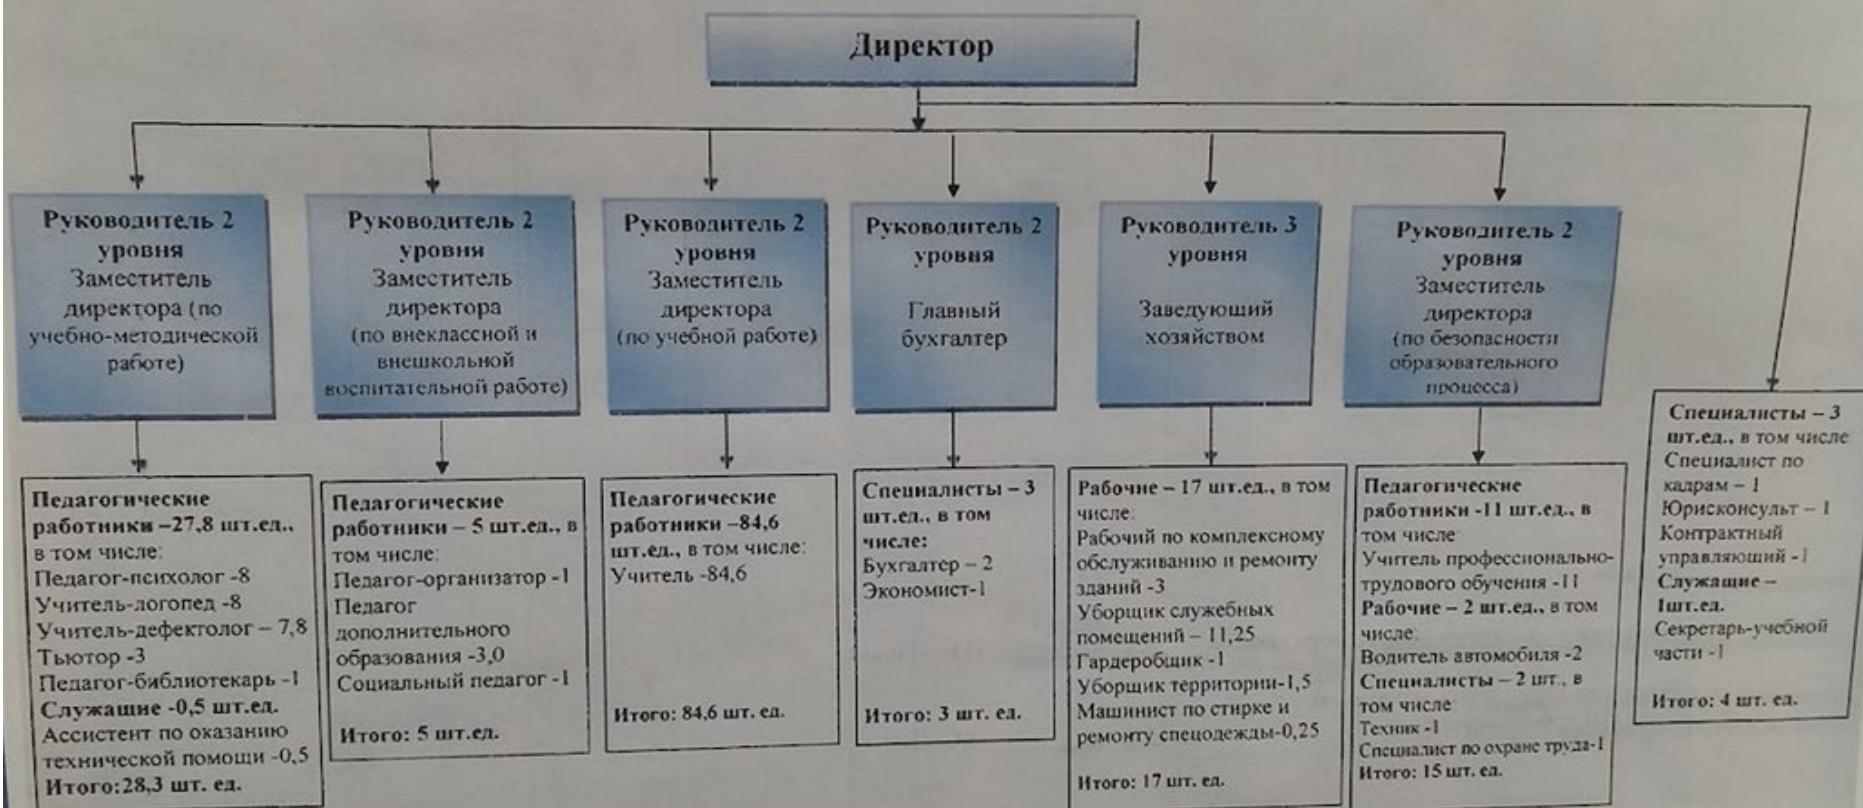 Директор
Руководитель 2
уровня
Заместитель
директора (по
учебно-методической
работе)
Руководитель 2
уровня
Заместитель
директора
(по внеклассной и
внешкольной
воспитательной работе)
Руководитель 2
уровня
Заместитель
директора
(по учебной работе)
Руководитель 2
уровня
Главный
бухгалтер
Руководитель 3
уровня
Заведующий
хозяйством
Руководитель 2
уровня
Заместитель
директора
(по безопасности
образовательного
процесса)
Педагогические
работники –27,8 шт.ед.,
в том числе:
Педагог-психолог -8
Учитель-логопед -8
Учитель-дефектолог – 7,8
Тьютор -3
Педагог-библиотекарь -1
Служащие -0,5 шт.ед.
Ассистент по оказанию
технической помощи -0,5
Итого:28,3 шт. ед.
Педагогические
работники – 5 шт.ед., в
том числе:
Педагог-организатор -1
Педагог
дополнительного
образования -3,0
Социальный педагог -1
Итого: 5 шт.ед.
Педагогические
работники –84,6
шт.ед., в том числе:
Учитель -84,6
Итого: 84,6 шт. ед.
Специалисты – 3
шт.ед., в том
числе:
Бухгалтер – 2
Экономист-1
Итого: 3 шт. ед.
Рабочие – 17 шт.ед., в том
числе:
Рабочий по комплексному
обслуживанию и ремонту
зданий -3
Уборщик служебных
помещений – 11,25
Гардеробщик -1
Уборщик территории-1,5
Машинист по стирке и
ремонту спецодежды-0,25
Итого: 17 шт. ед.
Педагогические
работники -11 шт.ед., в
том числе:
Учитель профессионально-
трудового обучения -11
Рабочие – 2 шт.ед., в том
числе:
Водитель автомобиля -2
Специалисты – 2 шт., в
том числе:
Техник -1
Специалист по охране труда-1
Итого: 15 шт. ед.
Специалисты – 3
шт.ед., в том числе:
Специалист по
кадрам – 1
Юрисконсульт – 1
Контрактный
управляющий -1
Служащие –
1шт.ед.
Секретарь-учебной
части -1
Итого: 4 шт. ед.